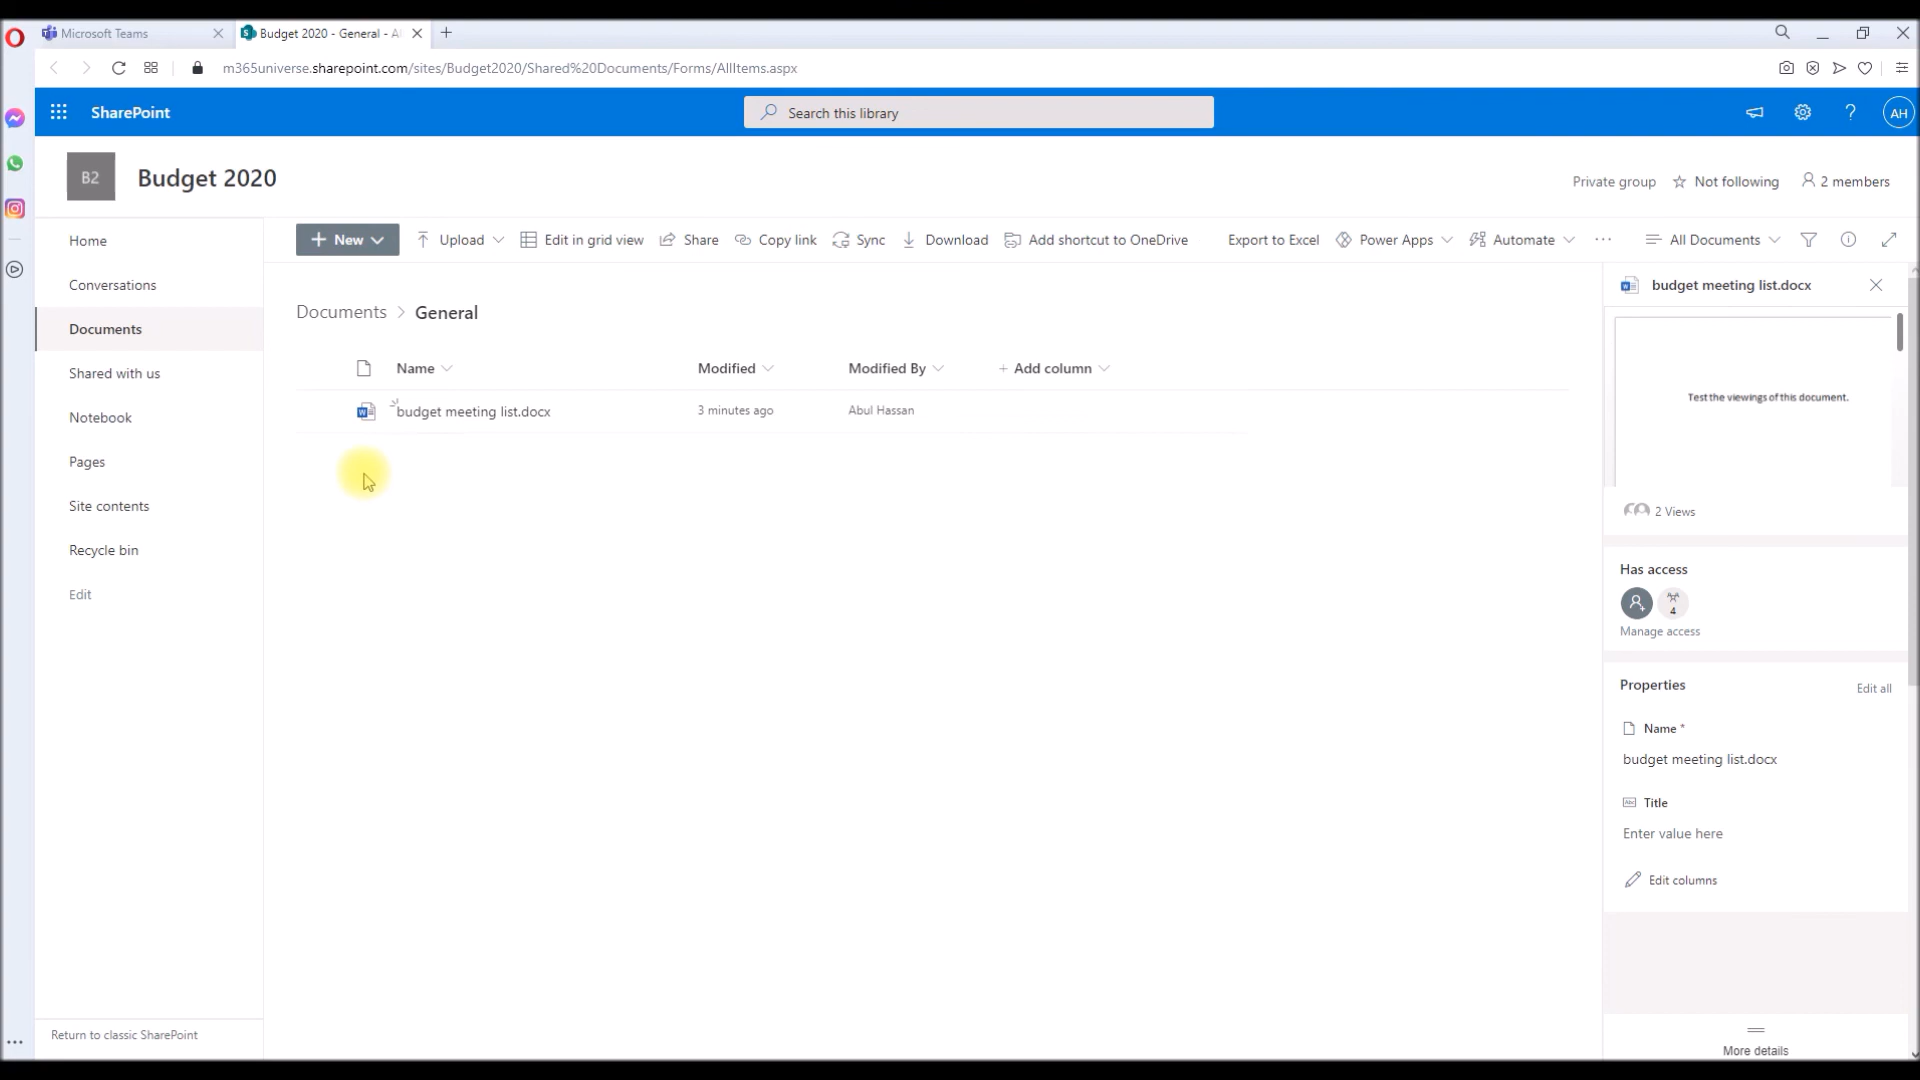 Microsoft Teams
Budget 2020 - General - Al
m365universe.sharepoint.com/sites/Budget2020/Shared%20Documents/Forms/AllItems.aspx
SharePoint
Search this library
AH
B2
Budget 2020
Private group
Not following
2 members
Home
Conversations
Documents
Shared with us
Notebook
Pages
Site contents
Recycle bin
Edit
Return to classic SharePoint
New
Upload
Edit in grid view
Share
Copy link
Sync
Download
Add shortcut to OneDrive
Export to Excel
Power Apps
Automate
All Documents
Documents > General
Name
Modified
Modified By
+ Add column
budget meeting list.docx
3 minutes ago
Abul Hassan
budget meeting list.docx
Test the viewings of this document.
2 Views
Has access
4
Manage access
Properties
Edit all
Name *
budget meeting list.docx
Abc
Title
Enter value here
Edit columns
More details